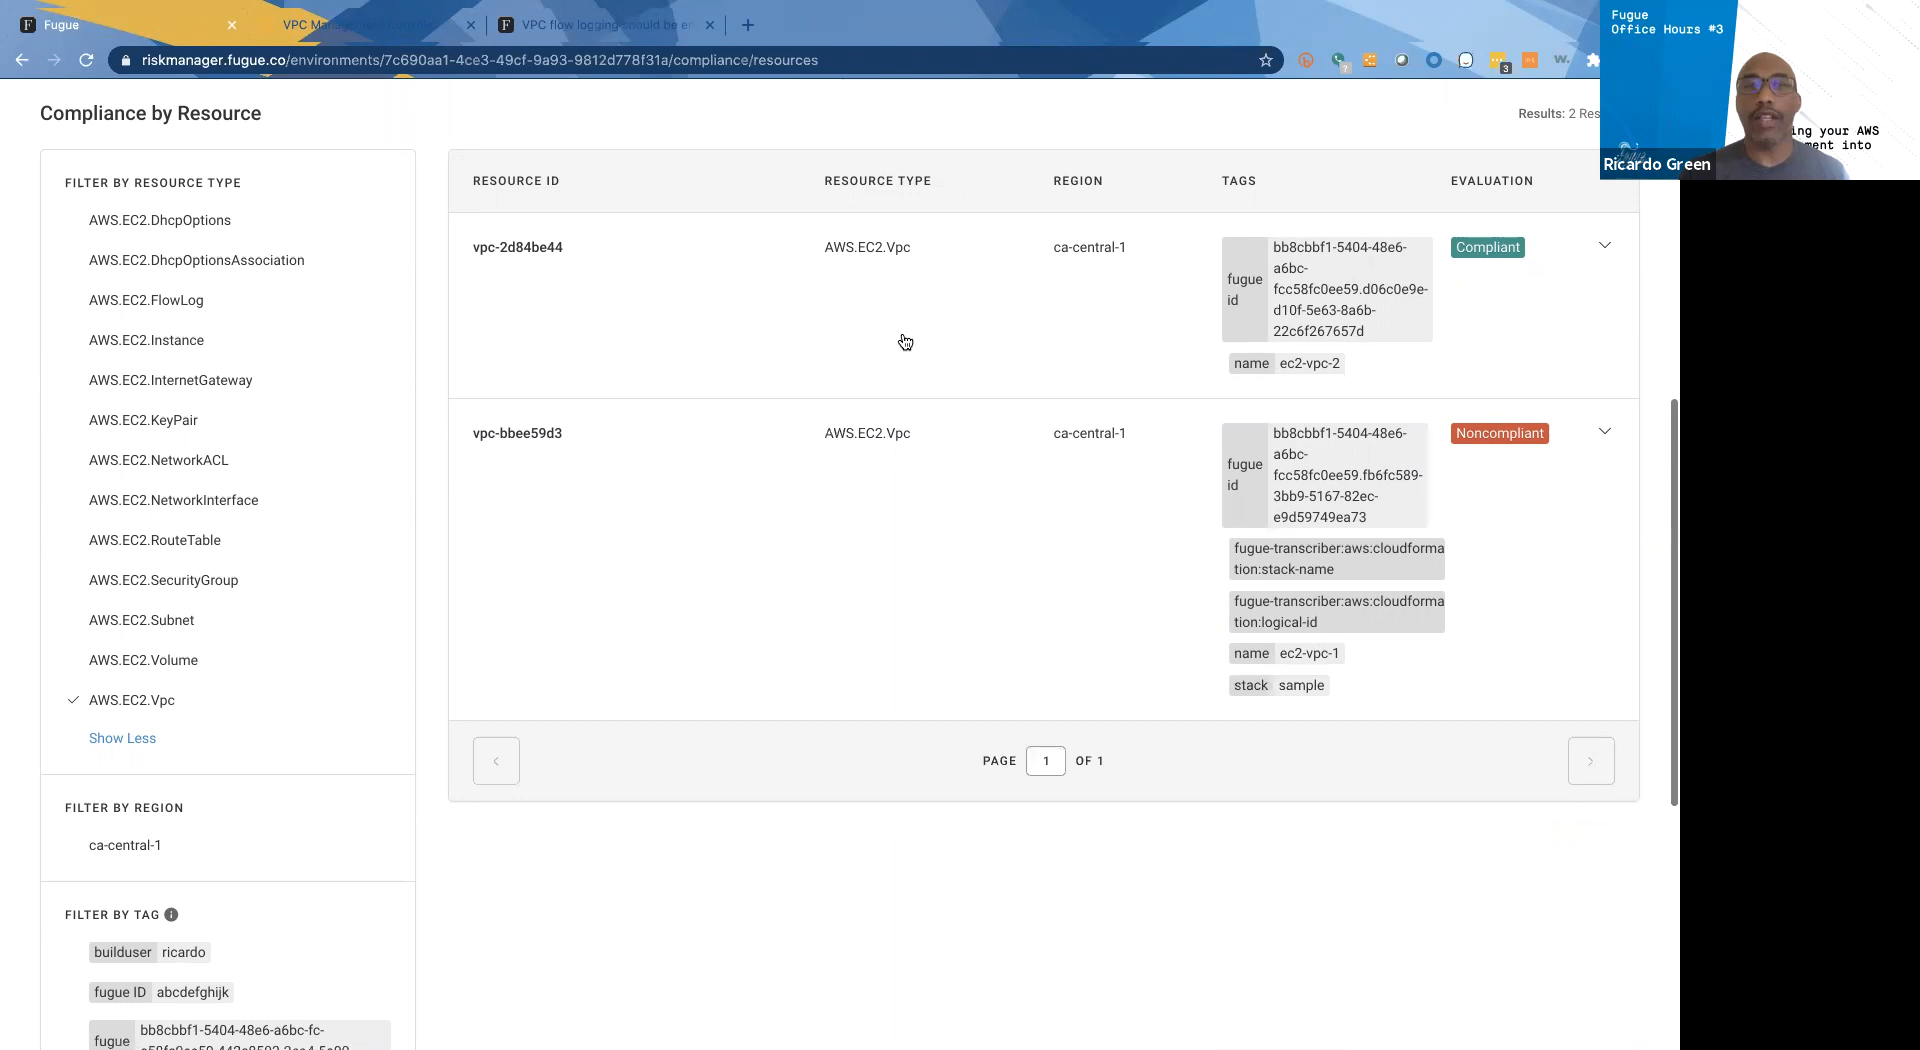 Fugue
VPC Ma
VPC flow logging should be en
riskmanager.fugue.co/environments/7c690aa1-4ce3-49cf-9a93-9812d778f31a/compliance/resources
?
3
w.
Fugue
Office Hours #3
ing your AWS
ment into
Ricardo Green
Compliance by Resource
Results: 2 Res
FILTER BY RESOURCE TYPE
AWS.EC2.DhcpOptions
AWS.EC2.DhcpOptionsAssociation
AWS.EC2.FlowLog
AWS.EC2.Instance
AWS.EC2.InternetGateway
AWS.EC2.KeyPair
AWS.EC2.NetworkACL
AWS.EC2.NetworkInterface
AWS.EC2.RouteTable
AWS.EC2.SecurityGroup
AWS.EC2.Subnet
AWS.EC2.Volume
AWS.EC2.Vpc
Show Less
FILTER BY REGION
ca-central-1
FILTER BY TAG
builduser ricardo
fugue ID abcdefghijk
bb8cbbf1-5404-48e6-a6bc-fc-
fugue
RESOURCE ID RESOURCE TYPE REGION TAGS EVALUATION
vpc-2d84be44 AWS.EC2.Vpc ca-central-1
fugue
id
bb8cbbf1-5404-48e6-
a6bc-
fcc58fc0ee59.d06c0e9e-
d10f-5e63-8a6b-
22c6f267657d
name ec2-vpc-2
Compliant
vpc-bbee59d3 AWS.EC2.Vpc ca-central-1
fugue
id
bb8cbbf1-5404-48e6-
a6bc-
fcc58fc0ee59.fb6fc589-
3bb9-5167-82ec-
e9d59749ea73
fugue-transcriber:aws:cloudforma
tion:stack-name
fugue-transcriber:aws:cloudforma
tion:logical-id
name ec2-vpc-1
stack sample
Noncompliant
PAGE 1 OF 1